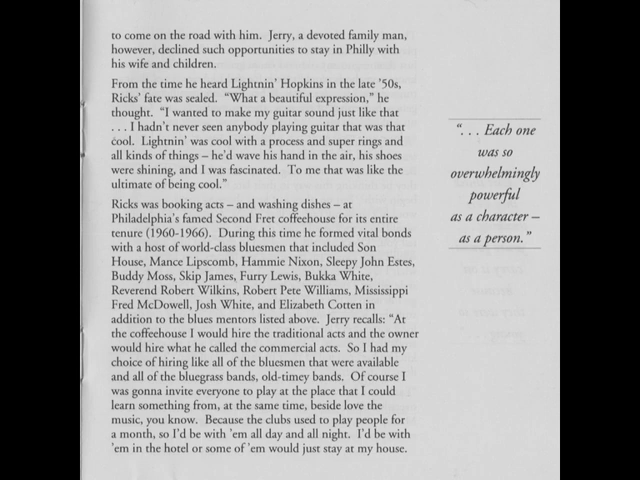 to come on the road with him. Jerry, a devoted family man,
however, declined such opportunities to stay in Philly with
his wife and children.
From the time he heard Lightnin' Hopkins in the late '50s,
Ricks' fate was sealed. "What a beautiful expression," he
thought. "I wanted to make my guitar sound just like that
. . . I hadn't never seen anybody playing guitar that was that
cool. Lightnin' was cool with a process and super rings and
all kinds of things – he'd wave his hand in the air, his shoes
were shining, and I was fascinated. To me that was like the
ultimate of being cool."
Ricks was booking acts – and washing dishes – at
Philadelphia's famed Second Fret coffeehouse for its entire
tenure (1960-1966). During this time he formed vital bonds
with a host of world-class bluesmen that included Son
House, Mance Lipscomb, Hammie Nixon, Sleepy John Estes,
Buddy Moss, Skip James, Furry Lewis, Bukka White,
Reverend Robert Wilkins, Robert Pete Williams, Mississippi
Fred McDowell, Josh White, and Elizabeth Cotten in
addition to the blues mentors listed above. Jerry recalls: "At
the coffeehouse I would hire the traditional acts and the owner
would hire what he called the commercial acts. So I had my
choice of hiring like all of the bluesmen that were available
and all of the bluegrass bands, old-timey bands. Of course I
was gonna invite everyone to play at the place that I could
learn something from, at the same time, beside love the
music, you know. Because the clubs used to play people for
a month, so I'd be with 'em all day and all night. I'd be with
'em in the hotel or some of 'em would just stay at my house.
". . . Each one
was so
overwhelmingly
powerful
as a character –
as a person."